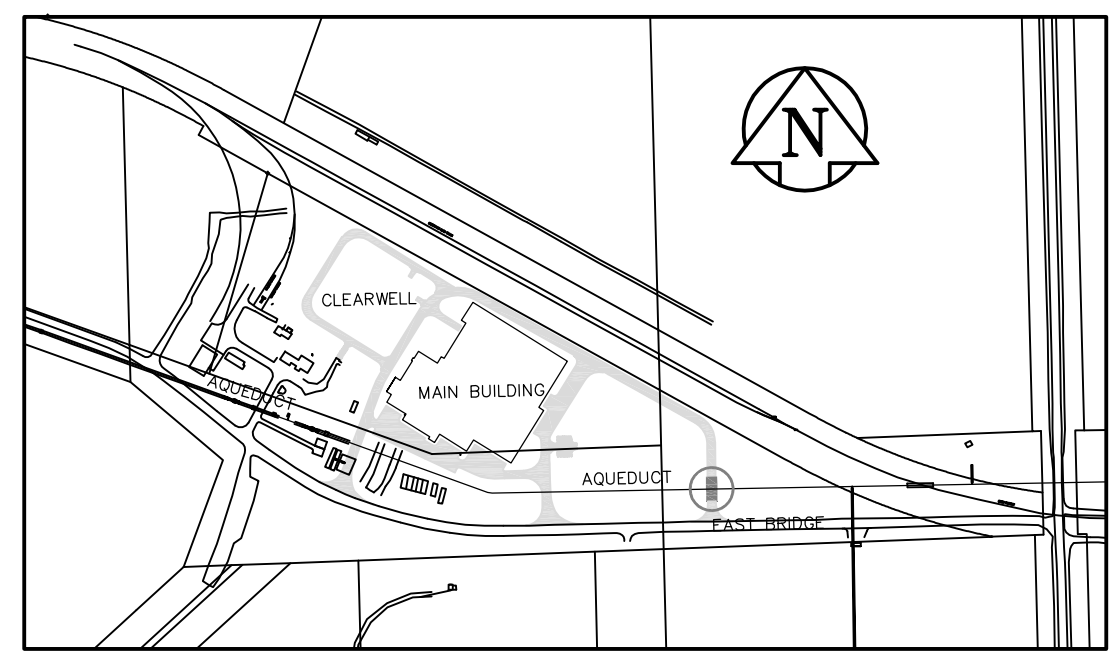 N
CLEARWELL
MAIN BUILDING
AQUEDUCT
AQUEDUCT
EAST BRIDGE